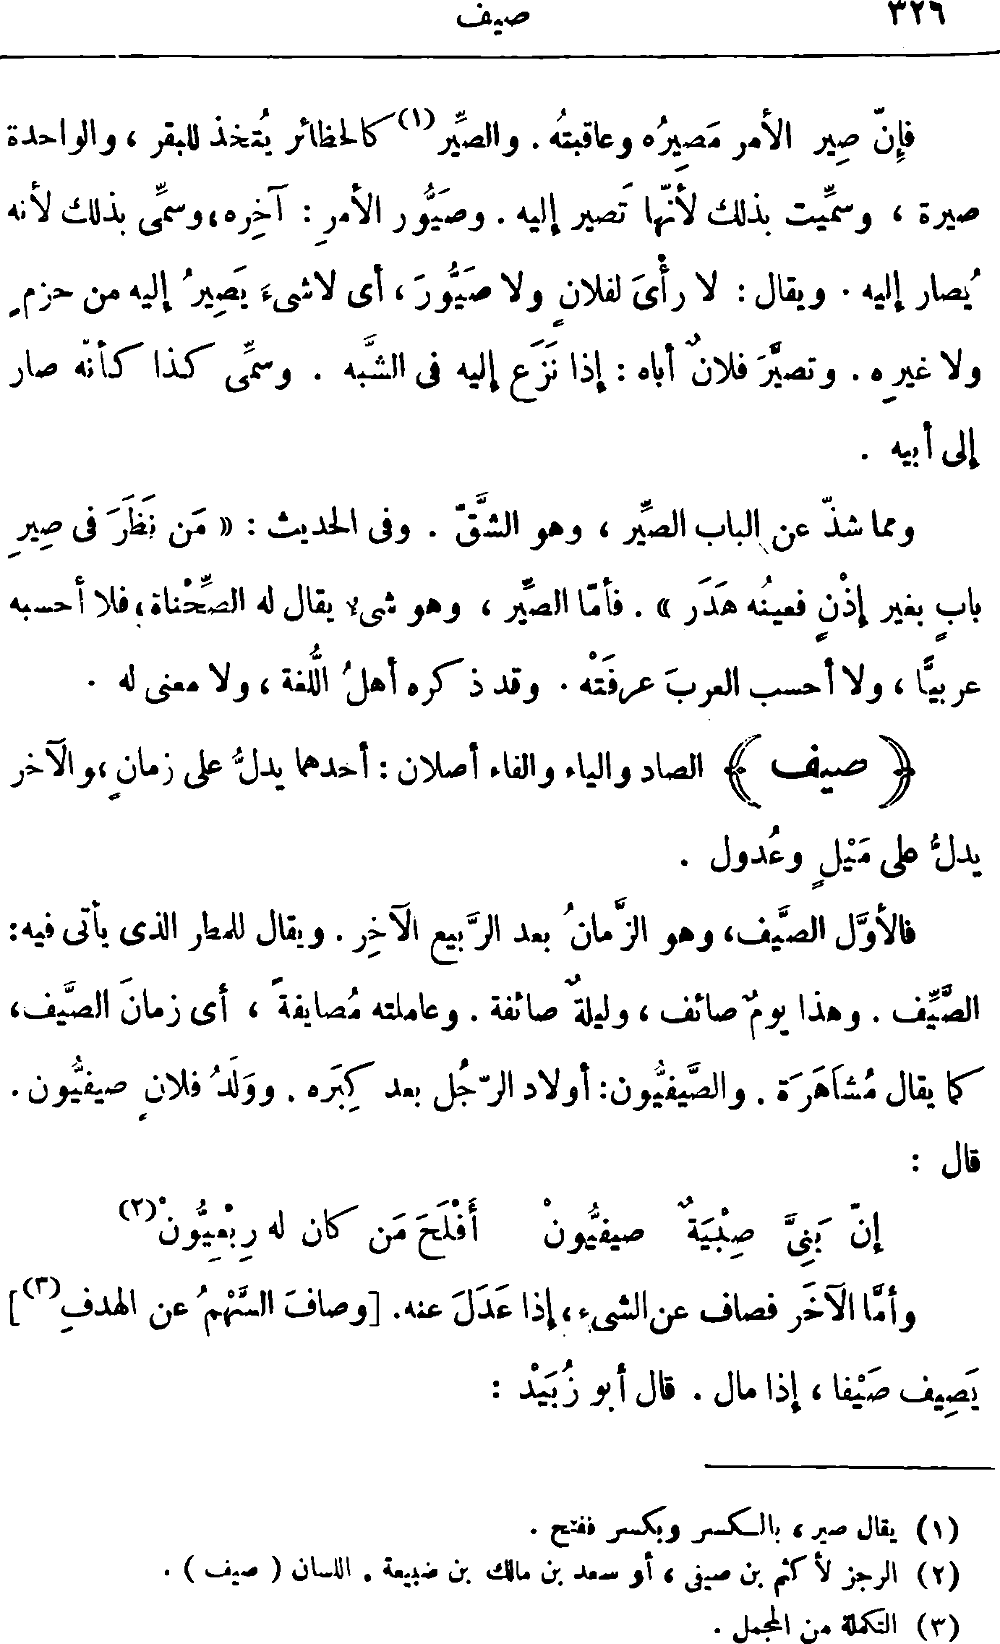 ٣٢٦
صيف
فإنّ صِير الأمر مَصِيرُه وعاقبتهُ . والصِّيَر(١) كالحظائر يُتخذ للبقر ، والواحدة
صيرة ، وسمِّيت بذلك لأنّها تَصير إليه . وصَيُّور الأمرِ : آخِره، وسمِّى بذلك لأنه
يُصار إليه . ويقال : لا رأْىَ لفلانٍ ولا صَيُّورَ ، أى لاشىءَ يَصِيرُ إليه من حزمٍ
ولا غيرِه . وتصيَّرَ فلانٌ أباه : إذا نَزَع إليه فى الشَّبه . وسمِّى كذا كأنّه صار
إلى أبيه .
ومما شذّ عن الباب الصِّير ، وهو الشَّقّ . وفى الحديث : « مَن نَظَرَ فى صِيرِ
بابٍ بغير إذْنٍ فعينُه هَدَر » . فأمّا الصِّير ، وهو شىء يقال له الصِّحْناة، فلا أحسبه
عربيًّا ، ولا أحسب العربَ عرفَتْه . وقد ذكره أهلُ اللُّغة ، ولا معنى له .
﴿ صيف ﴾ الصاد والياء والفاء أصلان : أحدهما يدلُّ على زمانٍ، والآخر
يدلُّ على مَيْلٍ وعُدول .
فالأوَّل الصَّيف، وهو الزَّمانُ بعد الرَّبيع الآخِر . ويقال للمطر الذى يأتى فيه:
الصَّيِّف . وهذا يومٌ صائف ، وليلةٌ صائفة . وعاملته مُصايفةً ، أى زمانَ الصَّيف،
كما يقال مُشاهَرَة . والصَّيفيُّون: أولاد الرّجُل بعد كِبَره . ووَلَدُ فلانٍ صيفيُّون .
قال :
إنّ بَنِىَّ صِبْيَةٌ صيفيُّونْ أَفْلَحَ مَن كان له رِبْعِيُّونْ(٢)
وأمَّا الآخَر فصاف عن الشىء، إذا عَدَلَ عنه. [وصافَ السَّهْمُ عن الهدفِ(٣)]
يَصِيف صَيْفا ، إذا مال . قال أبو زُبَيْد :
(١) يقال صير ، بالكسر وبكسر ففتح .
(٢) الرجز لأكثم بن صيفى ، أو سعد بن مالك بن ضبيعة . اللسان ( صيف ) .
(٣) التكملة من المجمل .